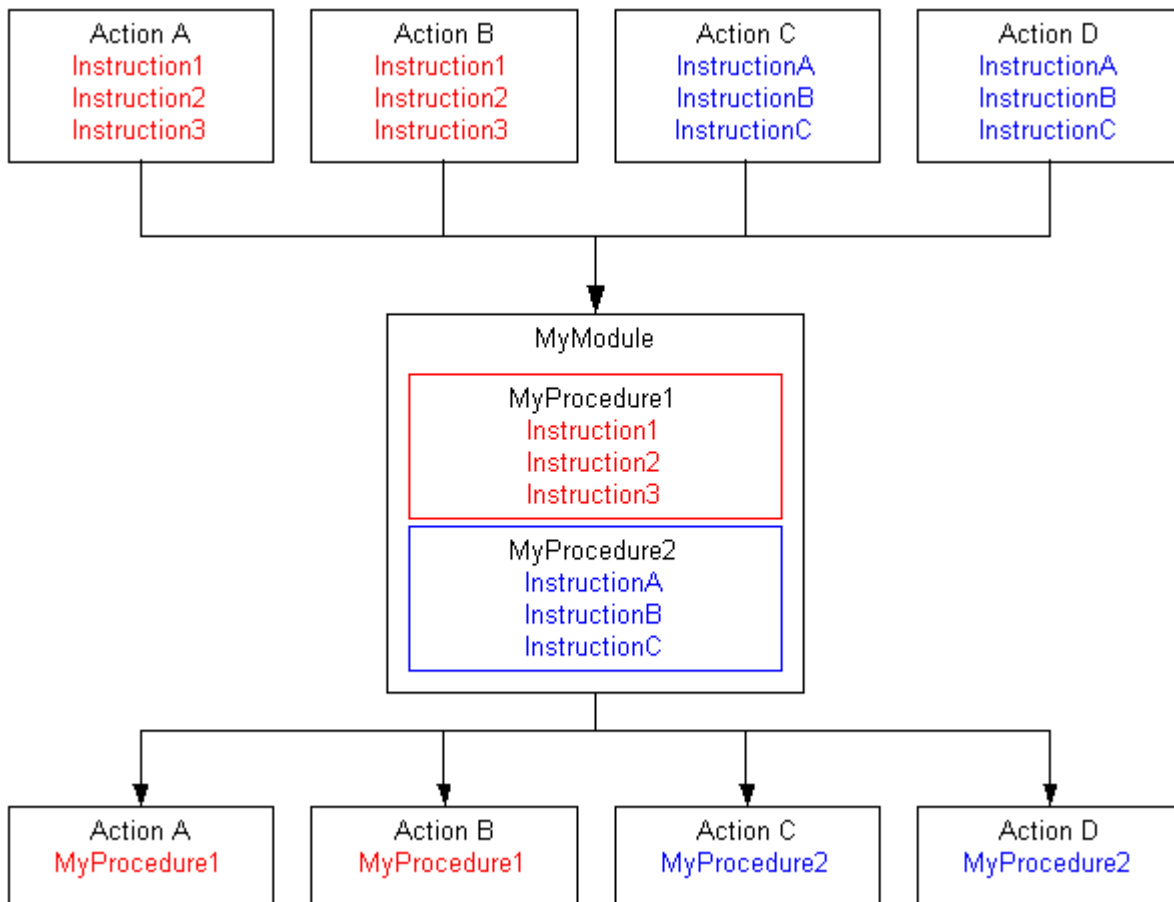 Action A
Instruction1
Instruction2
Instruction3
Action B
Instruction1
Instruction2
Instruction3
Action C
InstructionA
InstructionB
InstructionC
Action D
InstructionA
InstructionB
InstructionC
MyModule
MyProcedure1
Instruction1
Instruction2
Instruction3
MyProcedure2
InstructionA
InstructionB
InstructionC
Action A
MyProcedure1
Action B
MyProcedure1
Action C
MyProcedure2
Action D
MyProcedure2